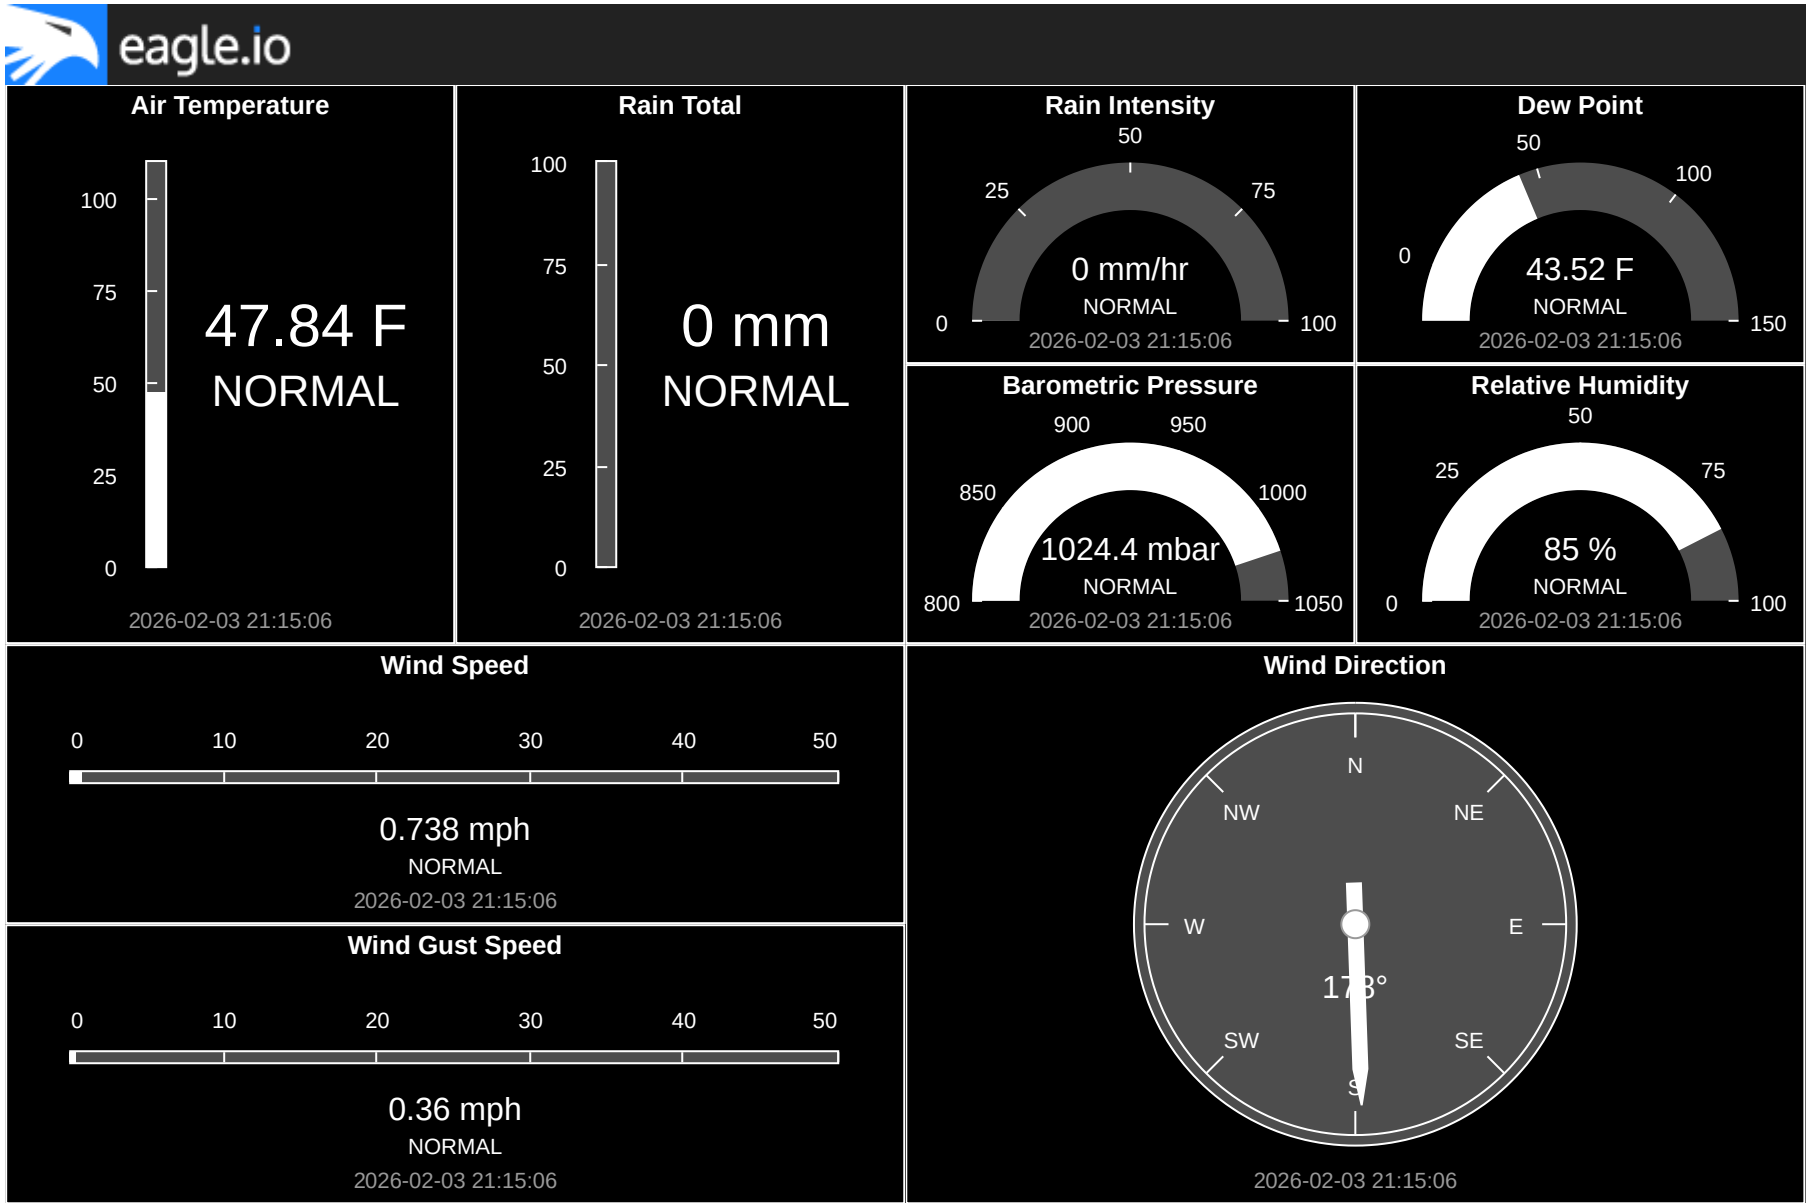 eagle.io
Air Temperature
100
75
50
25
0
47.84 F
NORMAL
2026-02-03 21:15:06
Rain Total
100
75
50
25
0
0 mm
NORMAL
2026-02-03 21:15:06
Rain Intensity
0
25
50
75
100
0 mm/hr
NORMAL
2026-02-03 21:15:06
Dew Point
0
50
100
150
43.52 F
NORMAL
2026-02-03 21:15:06
Barometric Pressure
800
850
900
950
1000
1050
1024.4 mbar
NORMAL
2026-02-03 21:15:06
Relative Humidity
0
25
50
75
100
85 %
NORMAL
2026-02-03 21:15:06
Wind Speed
0 10 20 30 40 50
0.738 mph
NORMAL
2026-02-03 21:15:06
Wind Gust Speed
0 10 20 30 40 50
0.36 mph
NORMAL
2026-02-03 21:15:06
Wind Direction
N
NW NE
W E
SW SE
S
2026-02-03 21:15:06